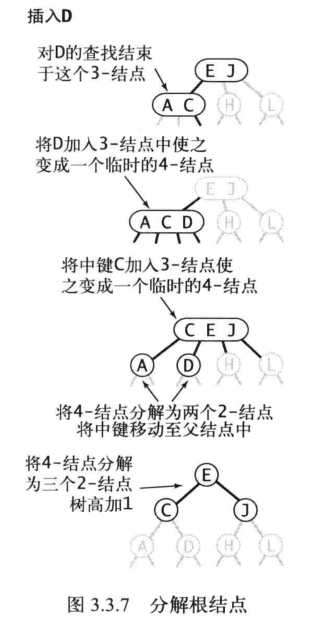 插入D
对D的查找结束
于这个3-结点
E J
A C
H
L
将D加入3-结点中使之
变成一个临时的4-结点
E J
A C D
H
L
将中键C加入3-结点使
之变成一个临时的4-结点
C E J
A
D
H
L
将4-结点分解为两个2-结点
将中键移动至父结点中
将4-结点分解
为三个2-结点
树高加1
E
C
J
A
D
H
L
图 3.3.7 分解根结点